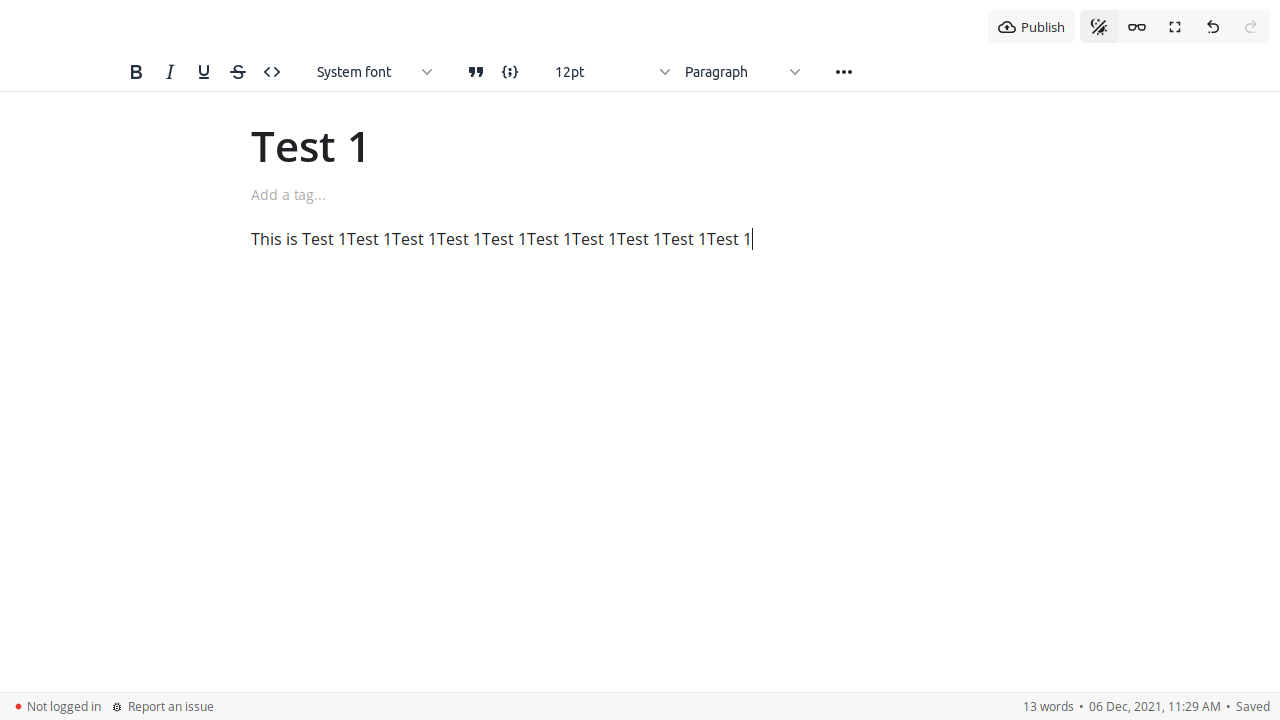 Publish
System font
12pt
Paragraph
Test 1
Add a tag...
This is Test 1Test 1Test 1Test 1Test 1Test 1Test 1Test 1Test 1Test 1
Not logged in
Report an issue
13 words • 06 Dec, 2021, 11:29 AM • Saved